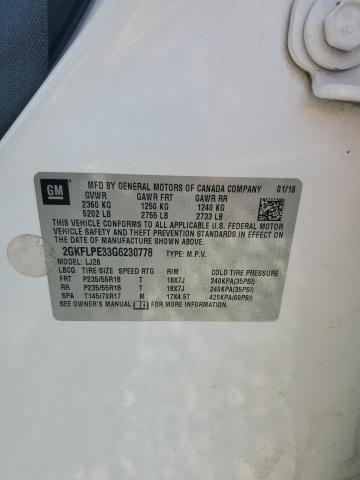 GM
MFD BY GENERAL MOTORS OF CANADA COMPANY 01/16
GVWR GAWR FRT GAWR RR
2360 KG 1250 KG 1240 KG
5202 LB 2755 LB 2733 LB
THIS VEHICLE CONFORMS TO ALL APPLICABLE U.S. FEDERAL MOTOR
VEHICLE SAFETY AND THEFT PREVENTION STANDARDS IN
EFFECT ON THE DATE OF MANUFACTURE SHOWN ABOVE.
2GKFLPE33G6230778 TYPE: M.P.V.
MODEL: LJ26
LBCQ TIRE SIZE SPEED RTG RIM COLD TIRE PRESSURE
FRT P235/55R18 T 18X7J 240KPA(35PSI)
RR P235/55R18 T 18X7J 240KPA(35PSI)
SPA T145/70R17 M 17X4.5T 420KPA(60PSI)
SEE OWNER'S MANUAL FOR MORE INFORMATION.